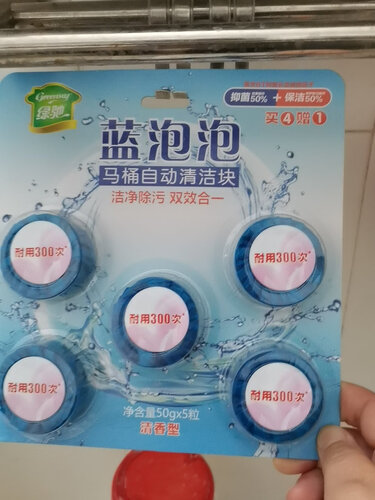 Greenway
绿驰
抑菌50% + 保洁50%
买4赠1
蓝泡泡
马桶自动清洁块
洁净除污 双效合一
耐用300次*
耐用300次*
耐用300次*
耐用300次*
耐用300次*
净含量50g×5粒
清香型